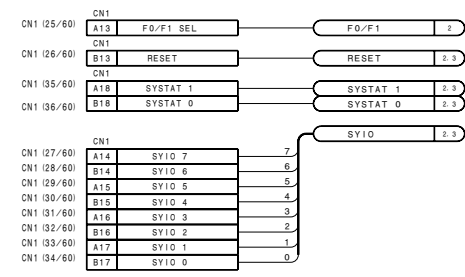 CN1
CN1 (25/60) A13 F0/F1 SEL F0/F1 2
CN1
CN1 (26/60) B13 RESET RESET 2.3
CN1
CN1 (35/60) A18 SYSTAT 1 SYSTAT 1 2.3
CN1 (36/60) B18 SYSTAT 0 SYSTAT 0 2.3
SYIO 2.3
CN1
CN1 (27/60) A14 SYIO 7 7
CN1 (28/60) B14 SYIO 6 6
CN1 (29/60) A15 SYIO 5 5
CN1 (30/60) B15 SYIO 4 4
CN1 (31/60) A16 SYIO 3 3
CN1 (32/60) B16 SYIO 2 2
CN1 (33/60) A17 SYIO 1 1
CN1 (34/60) B17 SYIO 0 0